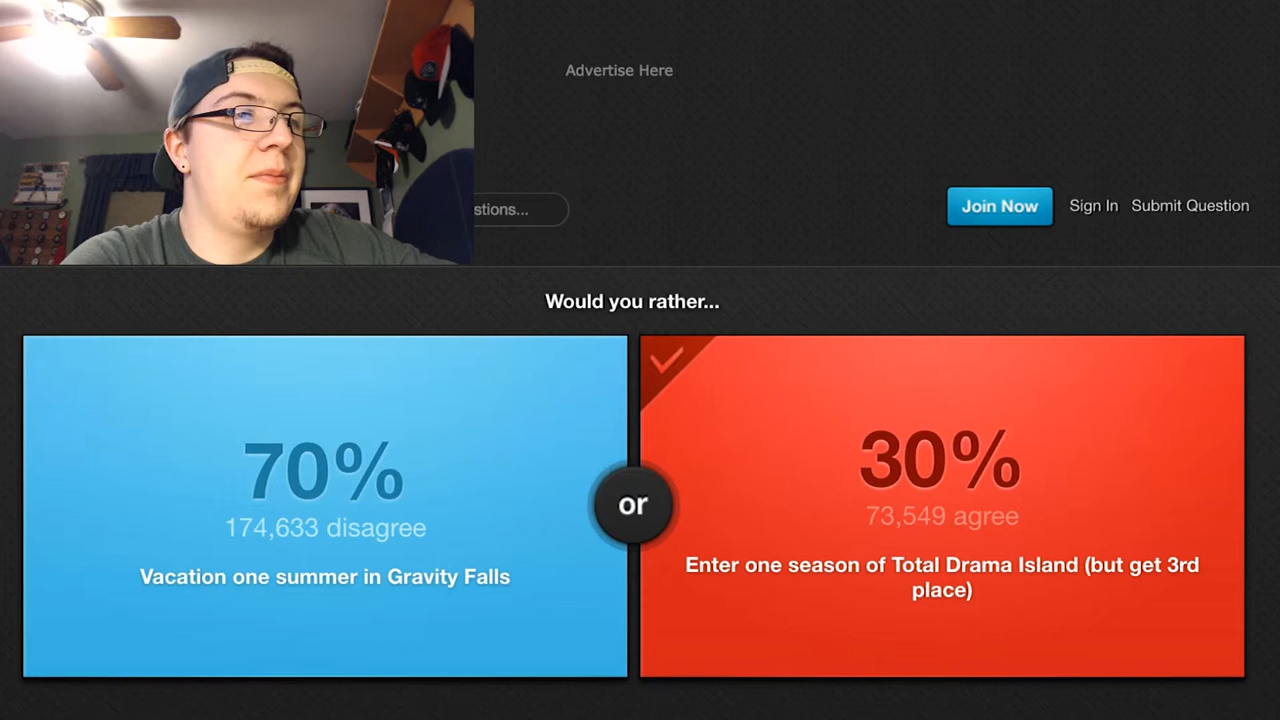 Advertise Here
stions...
Join Now
Sign In
Submit Question
Would you rather...
70%
174,633 disagree
Vacation one summer in Gravity Falls
or
30%
73,549 agree
Enter one season of Total Drama Island (but get 3rd
place)